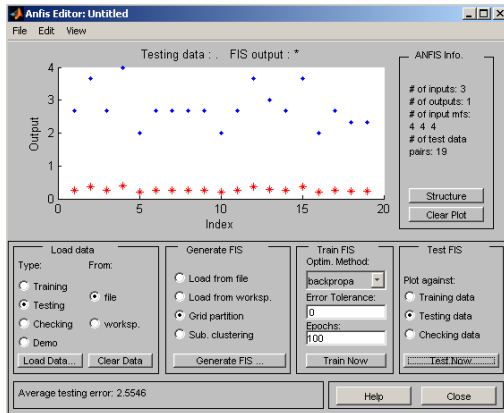 Anfis Editor: Untitled
File Edit View
Testing data : . FIS output : *
4
3
2
1
0
Output
0 5 10 15 20
Index
ANFIS Info.
# of inputs: 3
# of outputs: 1
# of input mfs:
4 4 4
# of test data
pairs: 19
Structure
Clear Plot
Load data
Type: From:
Training
Testing
Checking
Demo
file
worksp.
Load Data... Clear Data
Generate FIS
Load from file
Load from worksp.
Grid partition
Sub. clustering
Generate FIS ...
Train FIS
Optim. Method:
backpropa
Error Tolerance:
0
Epochs:
100
Train Now
Test FIS
Plot against:
Training data
Testing data
Checking data
Test Now
Average testing error: 2.5546
Help Close